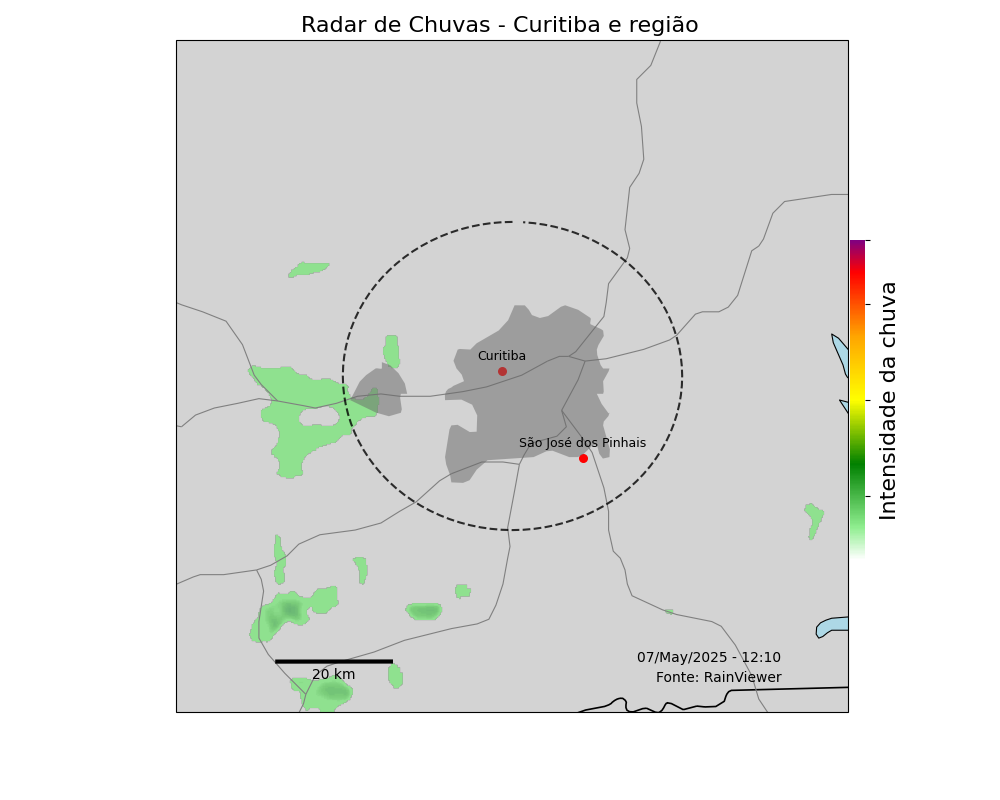 Radar de Chuvas - Curitiba e região
Curitiba
São José dos Pinhais
Intensidade da chuva
07/May/2025 - 12:10
Fonte: RainViewer
20 km